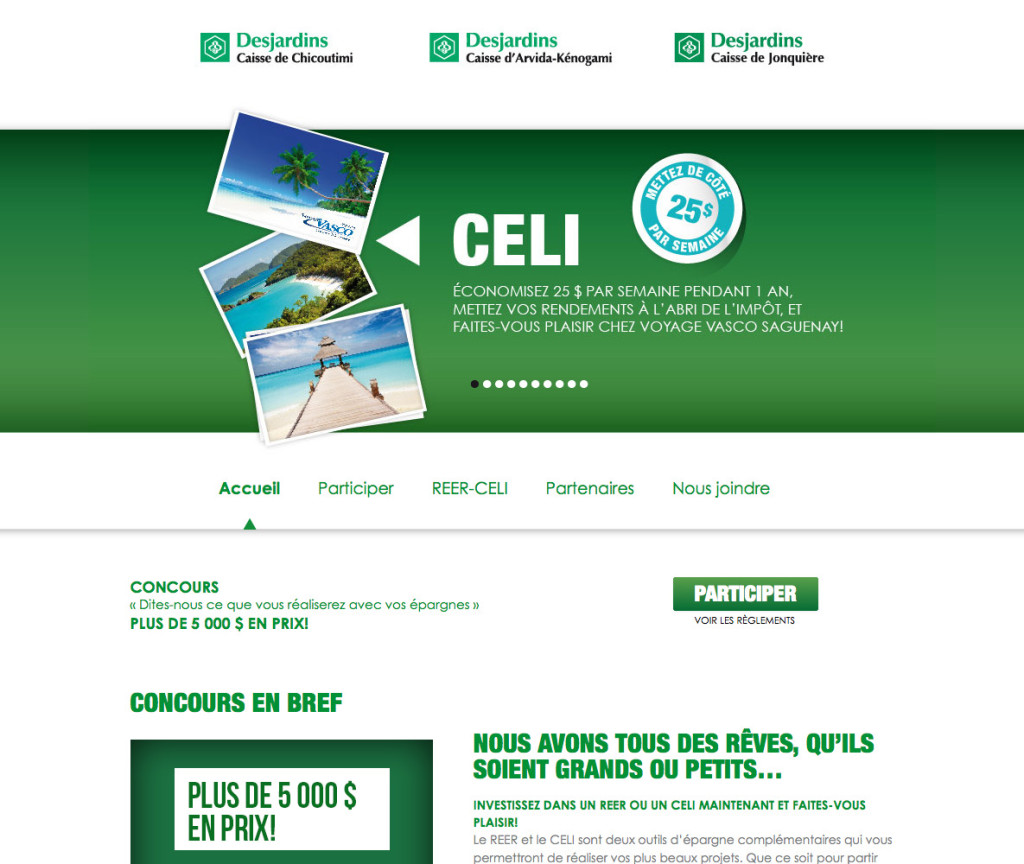 Desjardins
Caisse de Chicoutimi
Desjardins
Caisse d'Arvida-Kénogami
Desjardins
Caisse de Jonquière
VASCO
CELI
METTEZ DE CÔTÉ
25$
PAR SEMAINE
ÉCONOMISEZ 25 $ PAR SEMAINE PENDANT 1 AN,
METTEZ VOS RENDEMENTS À L'ABRI DE L'IMPÔT, ET
FAITES-VOUS PLAISIR CHEZ VOYAGE VASCO SAGUENAY!
Accueil
Participer
REER-CELI
Partenaires
Nous joindre
CONCOURS
« Dites-nous ce que vous réaliserez avec vos épargnes »
PLUS DE 5 000 $ EN PRIX!
PARTICIPER
VOIR LES RÈGLEMENTS
CONCOURS EN BREF
PLUS DE 5 000 $
EN PRIX!
NOUS AVONS TOUS DES RÊVES, QU'ILS
SOIENT GRANDS OU PETITS...
INVESTISSEZ DANS UN REER OU UN CELI MAINTENANT ET FAITES-VOUS
PLAISIR!
Le REER et le CELI sont deux outils d'épargne complémentaires qui vous
permettront de réaliser vos plus beaux projets. Que ce soit pour partir